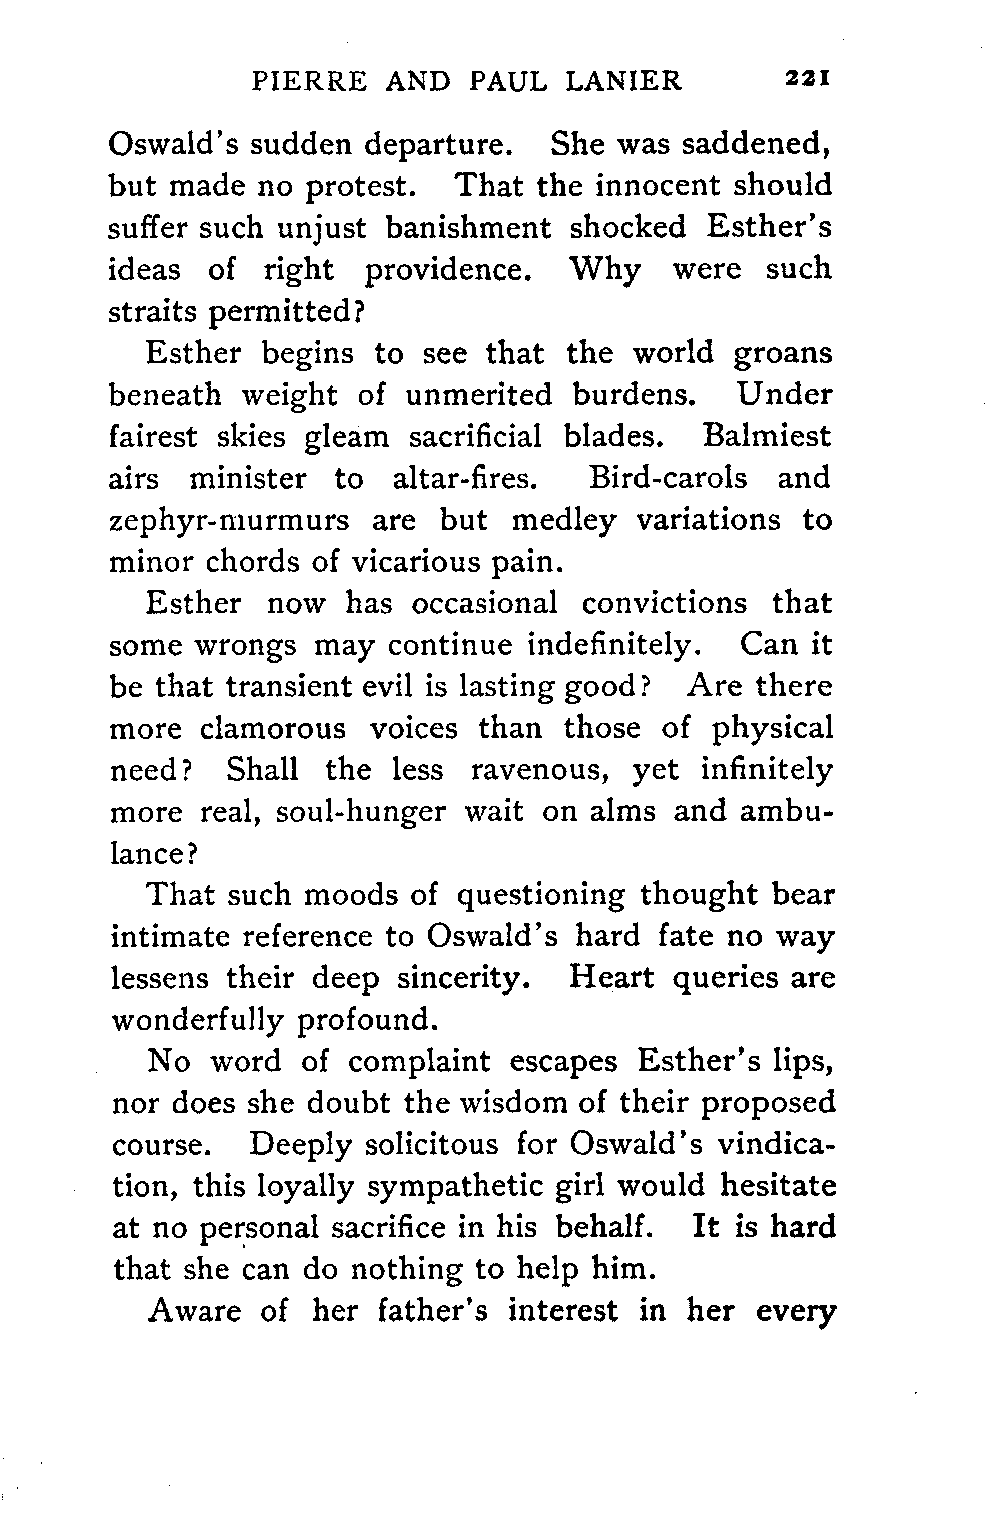 PIERRE AND PAUL LANIER 221
Oswald's sudden departure. She was saddened,
but made no protest. That the innocent should
suffer such unjust banishment shocked Esther's
ideas of right providence. Why were such
straits permitted?
Esther begins to see that the world groans
beneath weight of unmerited burdens. Under
fairest skies gleam sacrificial blades. Balmiest
airs minister to altar-fires. Bird-carols and
zephyr-murmurs are but medley variations to
minor chords of vicarious pain.
Esther now has occasional convictions that
some wrongs may continue indefinitely. Can it
be that transient evil is lasting good? Are there
more clamorous voices than those of physical
need? Shall the less ravenous, yet infinitely
more real, soul-hunger wait on alms and ambu-
lance?
That such moods of questioning thought bear
intimate reference to Oswald's hard fate no way
lessens their deep sincerity. Heart queries are
wonderfully profound.
No word of complaint escapes Esther's lips,
nor does she doubt the wisdom of their proposed
course. Deeply solicitous for Oswald's vindica-
tion, this loyally sympathetic girl would hesitate
at no personal sacrifice in his behalf. It is hard
that she can do nothing to help him.
Aware of her father's interest in her every